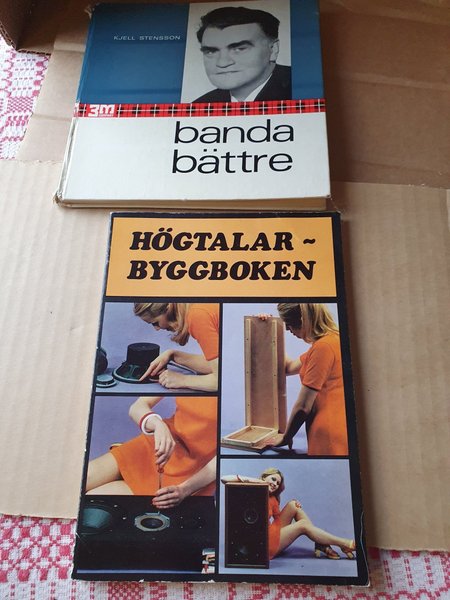 KJELL STENSSON
3M
banda
bättre
HÖGTALAR~
BYGGBOKEN